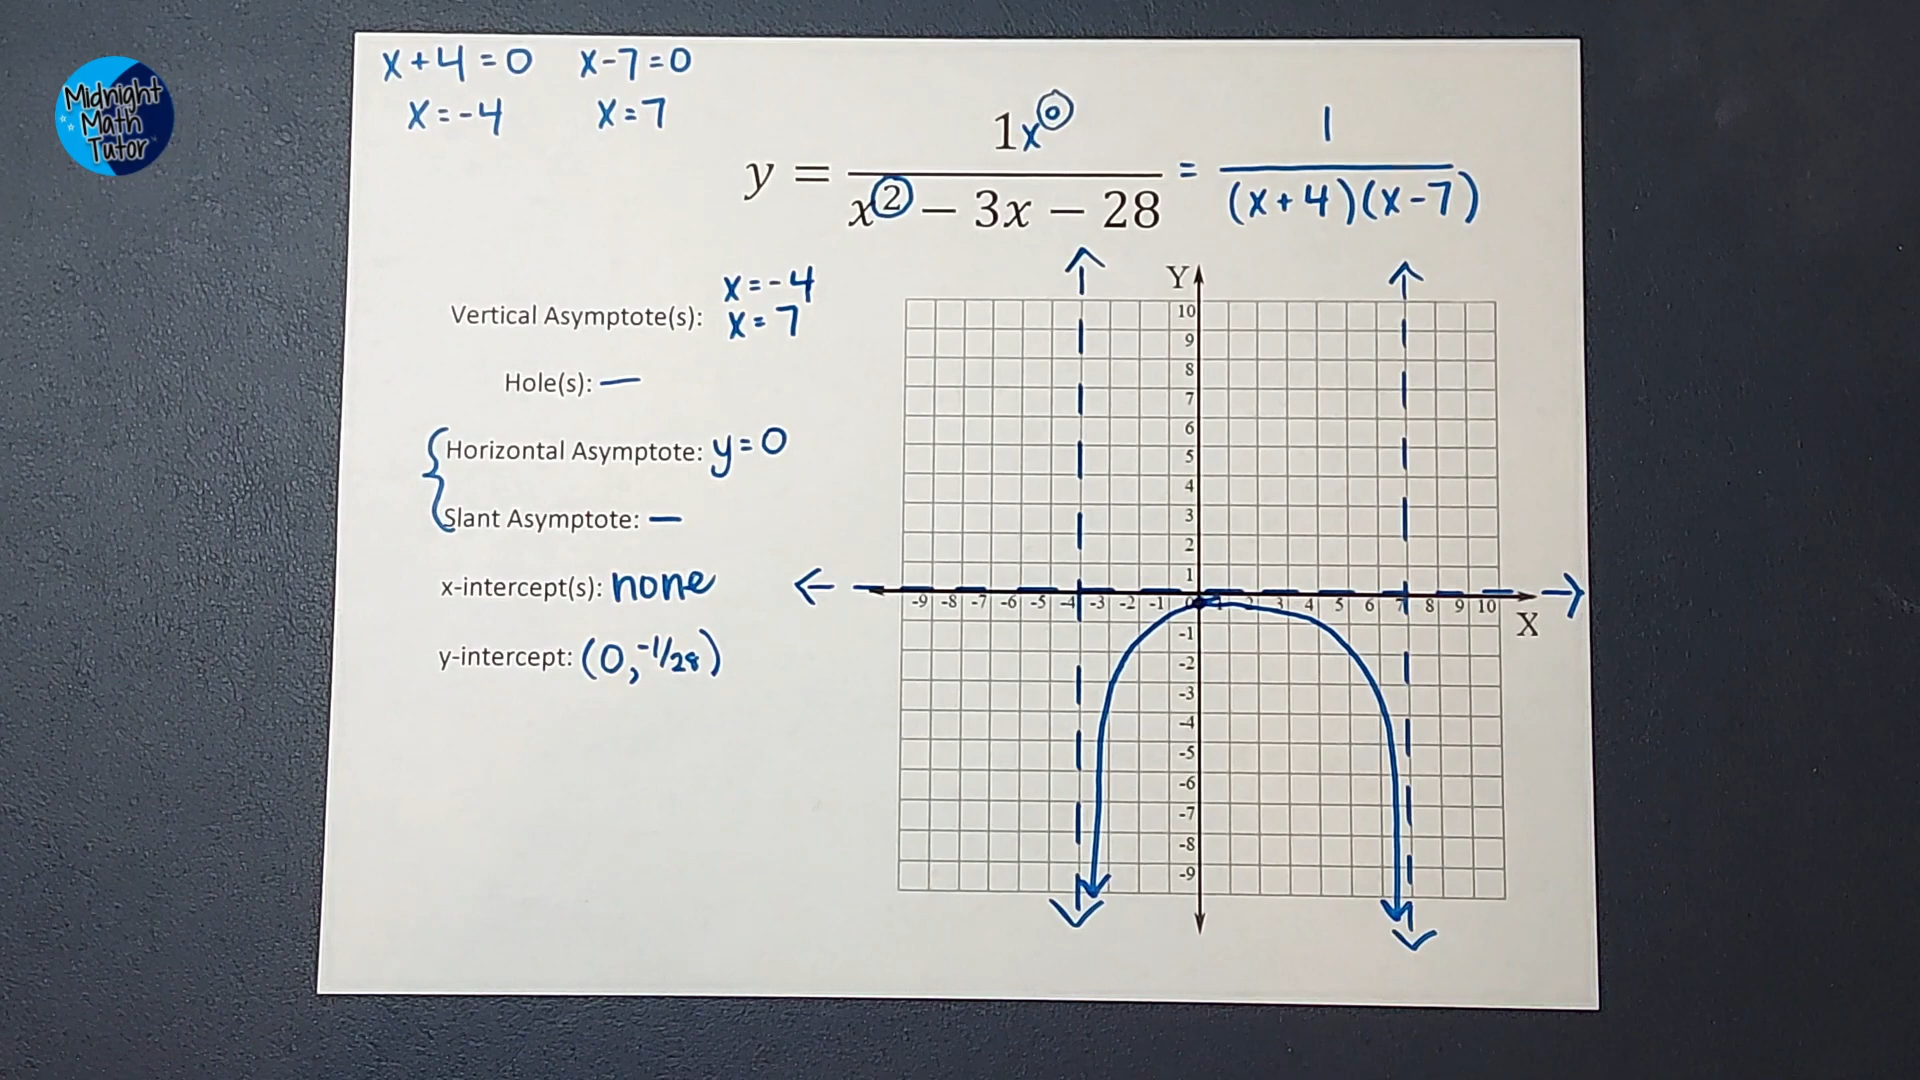 Midnight
Math
Tutor
x+4=0 x-7=0
x=-4 x=7
y = 1x⁰ / x² − 3x − 28 = 1 / (x+4)(x-7)
Vertical Asymptote(s): x=-4
x=7
Hole(s): —
Horizontal Asymptote: y=0
Slant Asymptote: —
x-intercept(s): none
y-intercept: (0,-1/28)
Y
10
9
8
7
6
5
4
3
2
1
-9 -8 -7 -6 -5 -4 -3 -2 -1 0 1 2 3 4 5 6 7 8 9 10
X
-1
-2
-3
-4
-5
-6
-7
-8
-9